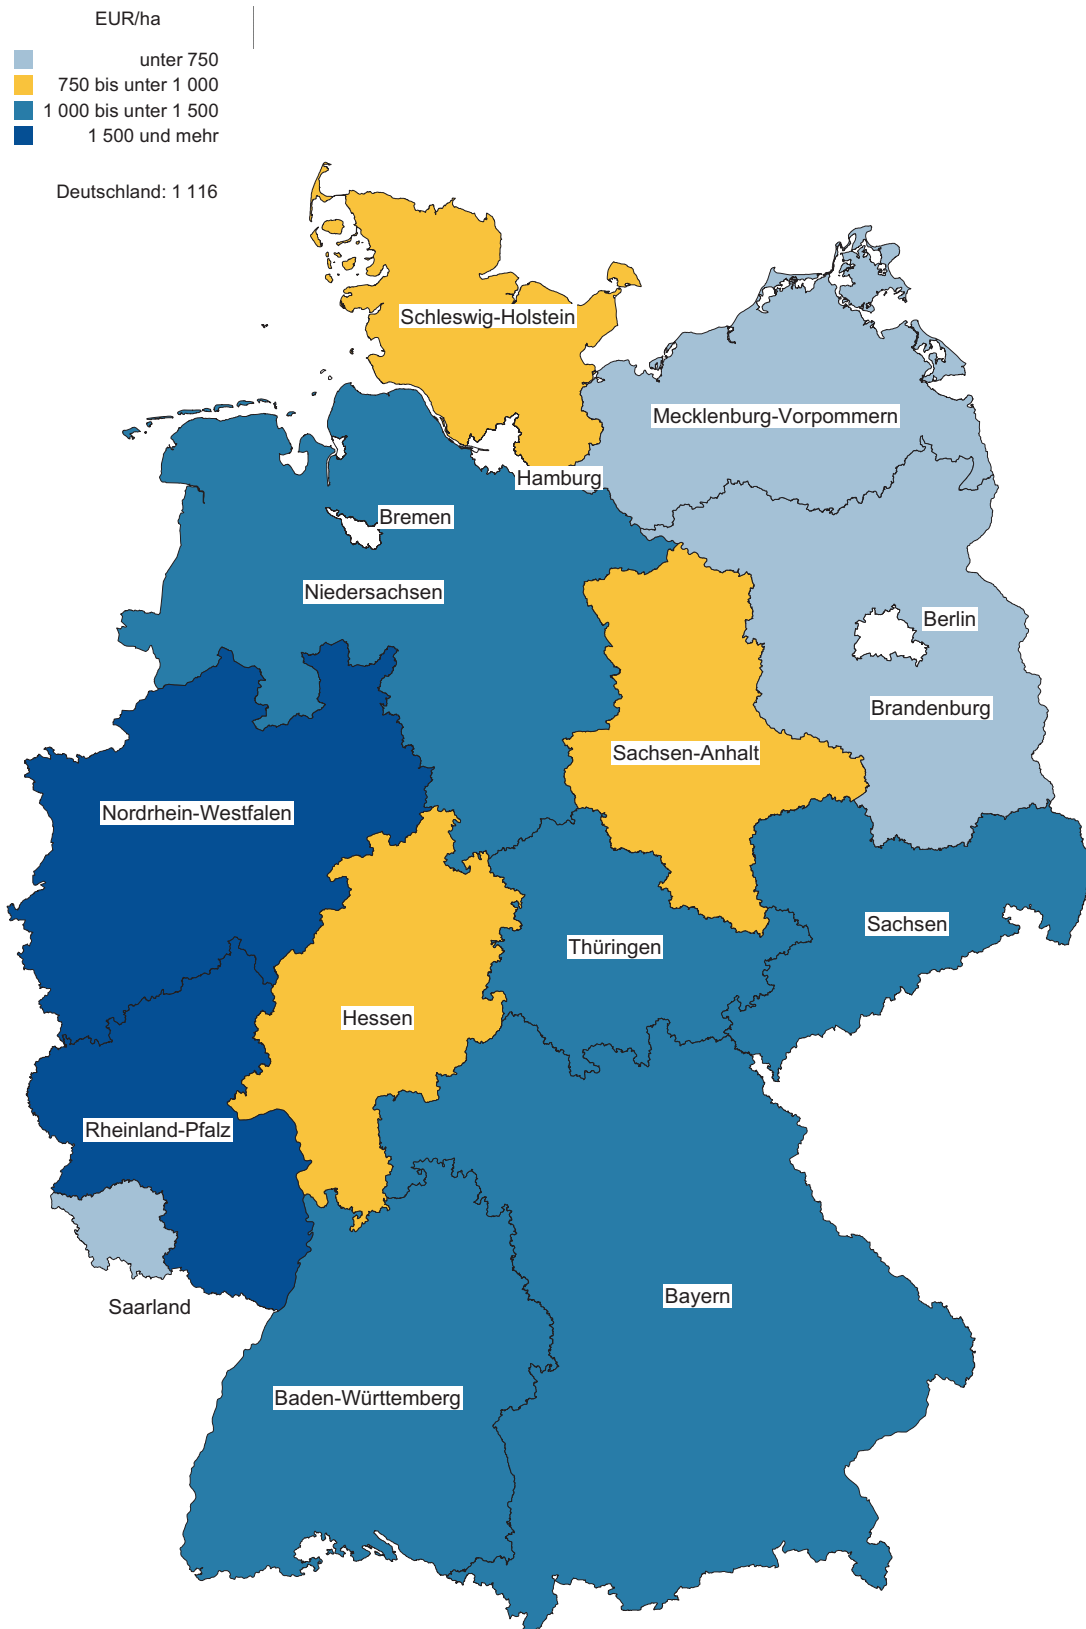 EUR/ha
unter 750
750 bis unter 1 000
1 000 bis unter 1 500
1 500 und mehr
Deutschland: 1 116
Schleswig-Holstein
Mecklenburg-Vorpommern
Hamburg
Bremen
Niedersachsen
Berlin
Brandenburg
Sachsen-Anhalt
Nordrhein-Westfalen
Sachsen
Thüringen
Hessen
Rheinland-Pfalz
Saarland
Bayern
Baden-Württemberg